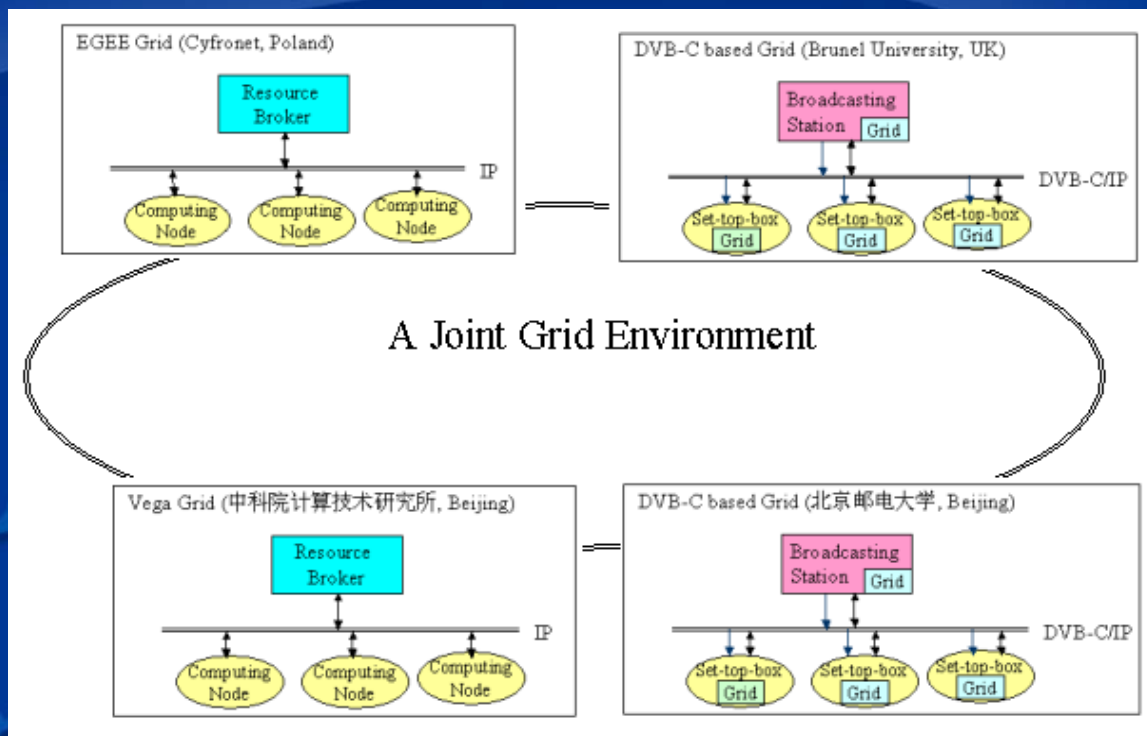 EGEE Grid (Cyfronet, Poland)
Resource
Broker
IP
Computing
Node
Computing
Node
Computing
Node
DVB-C based Grid (Brunel University, UK)
Broadcasting
Station
Grid
DVB-C/IP
Set-top-box
Grid
Set-top-box
Grid
Set-top-box
Grid
A Joint Grid Environment
Vega Grid (中科院计算技术研究所, Beijing)
Resource
Broker
IP
Computing
Node
Computing
Node
Computing
Node
DVB-C based Grid (北京邮电大学, Beijing)
Broadcasting
Station
Grid
DVB-C/IP
Set-top-box
Grid
Set-top-box
Grid
Set-top-box
Grid